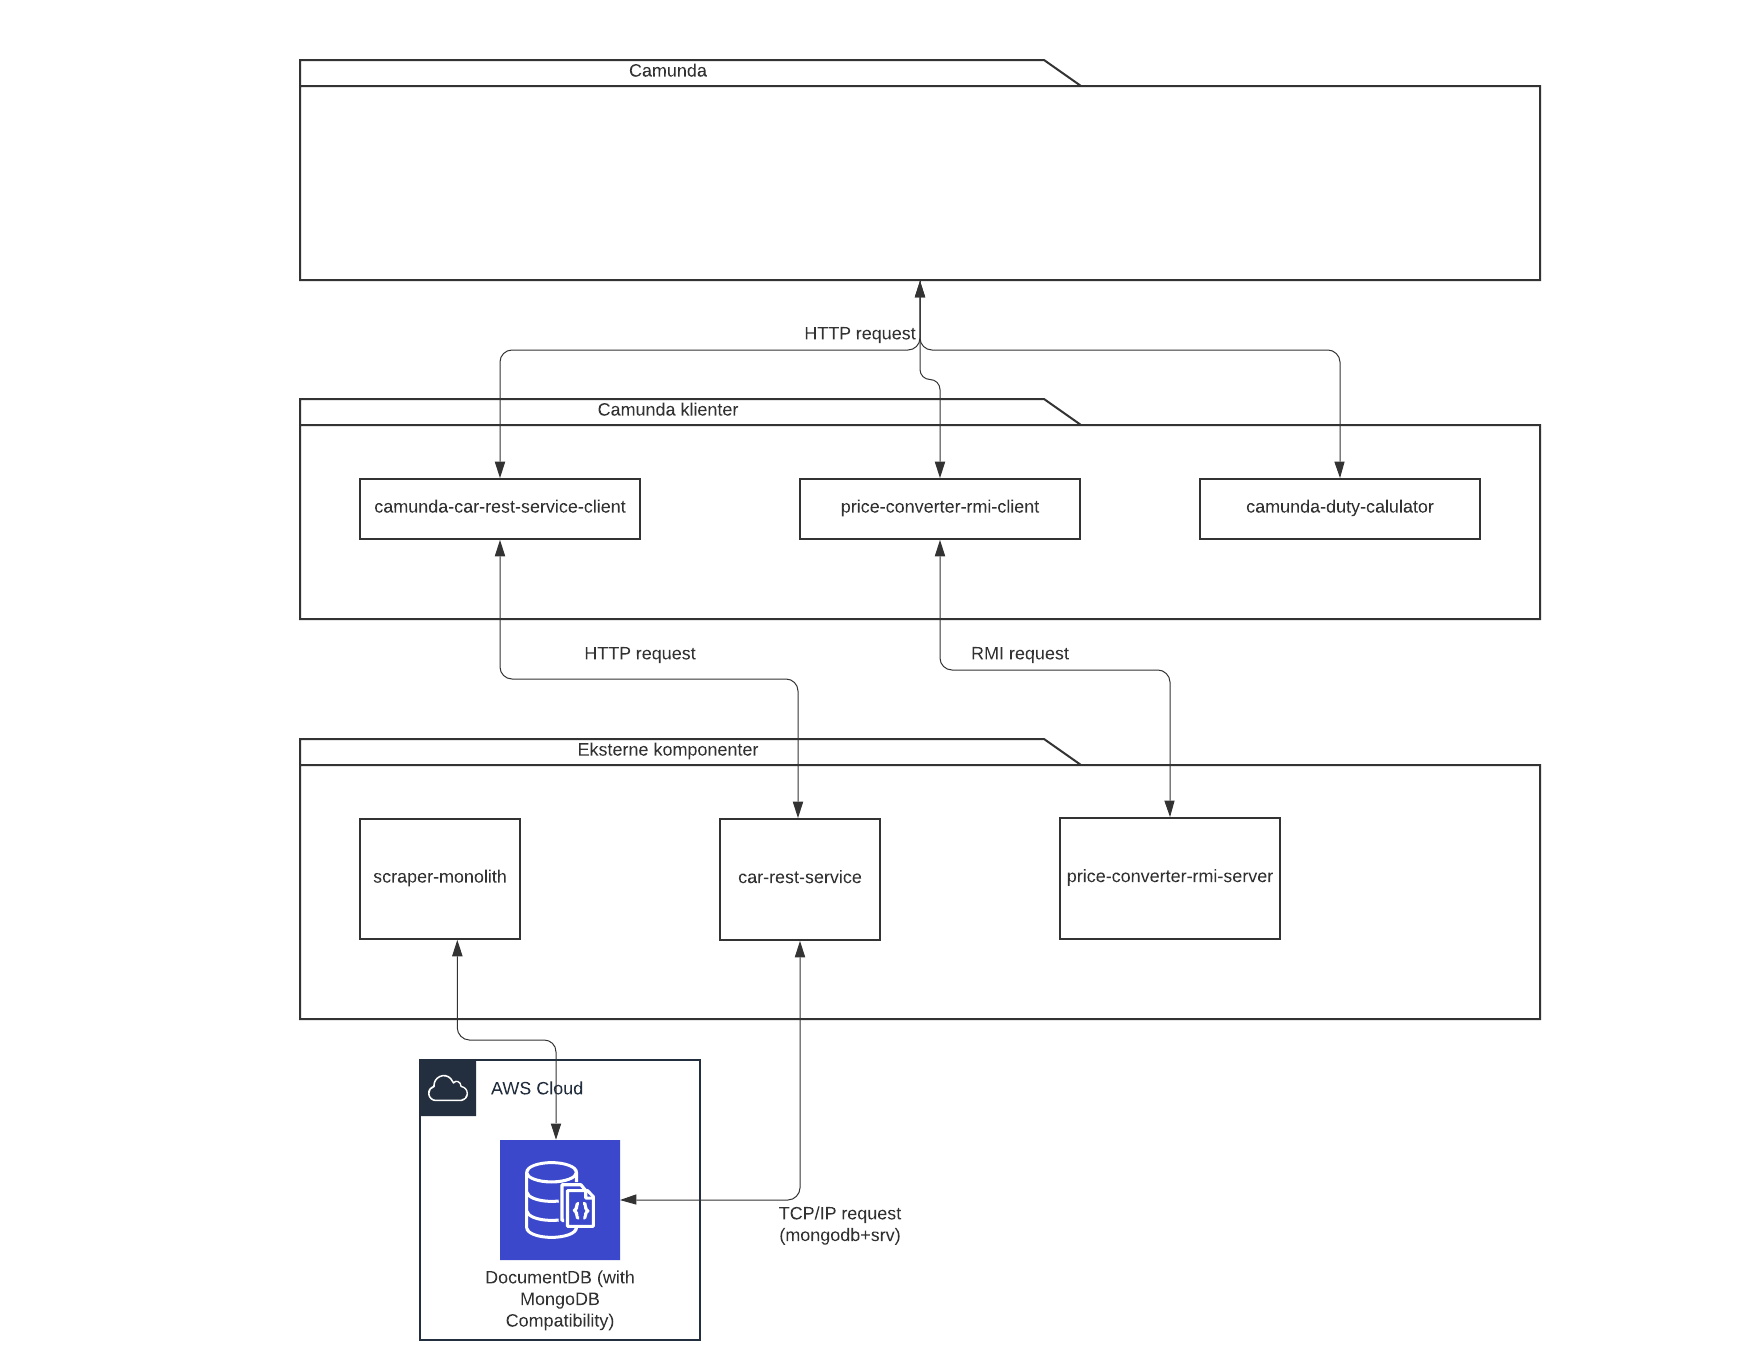 Camunda
HTTP request
Camunda klienter
camunda-car-rest-service-client
price-converter-rmi-client
camunda-duty-calulator
HTTP request
RMI request
Eksterne komponenter
scraper-monolith
car-rest-service
price-converter-rmi-server
AWS Cloud
TCP/IP request
(mongodb+srv)
DocumentDB (with
MongoDB
Compatibility)